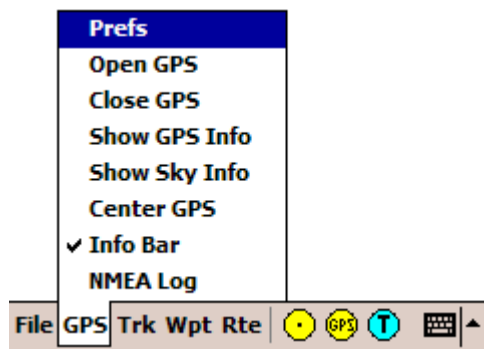 Prefs
Open GPS
Close GPS
Show GPS Info
Show Sky Info
Center GPS
Info Bar
NMEA Log
File GPS Trk Wpt Rte GPS T